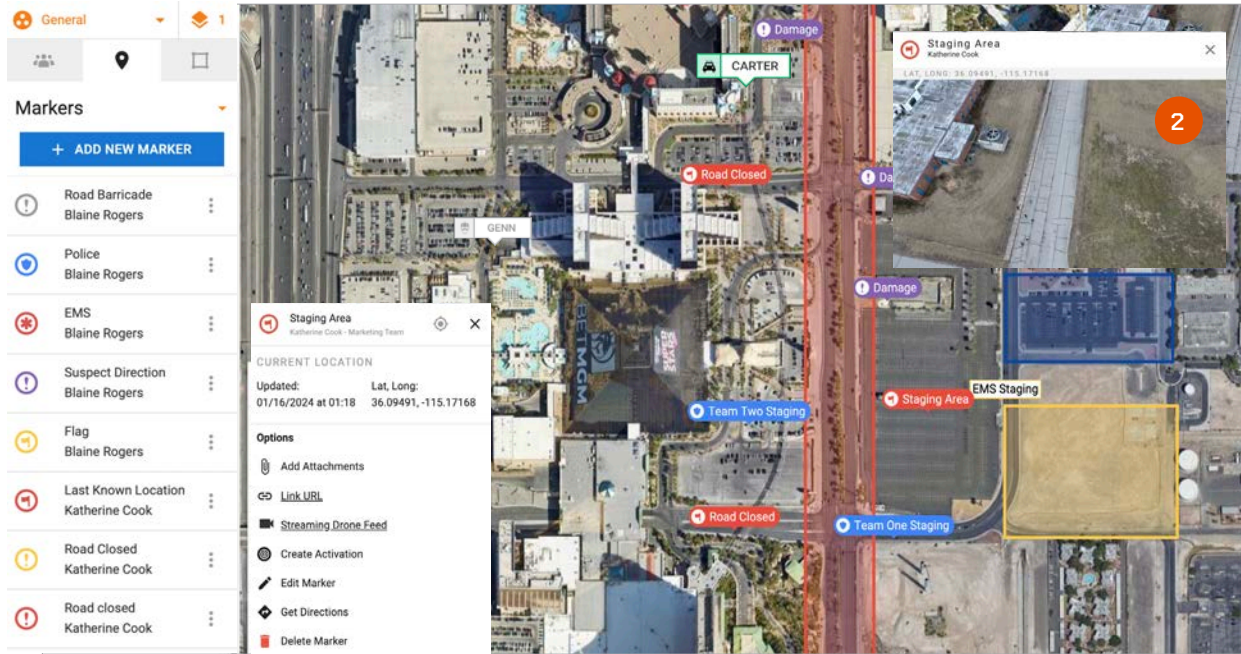 General
1
Markers
+ ADD NEW MARKER
Road Barricade
Blaine Rogers
Police
Blaine Rogers
EMS
Blaine Rogers
Suspect Direction
Blaine Rogers
Flag
Blaine Rogers
Last Known Location
Katherine Cook
Road Closed
Katherine Cook
Road closed
Katherine Cook
Damage
CARTER
Road Closed
Da
GENN
Damage
BETMGM
Staging Area
EMS Staging
Team Two Staging
Road Closed
Team One Staging
Staging Area
Katherine Cook - Marketing Team
CURRENT LOCATION
Updated:
01/16/2024 at 01:18
Lat, Long:
36.09491, -115.17168
Options
Add Attachments
Link URL
Streaming Drone Feed
Create Activation
Edit Marker
Get Directions
Delete Marker
Staging Area
Katherine Cook
LAT, LONG: 36.09491, -115.17168
2